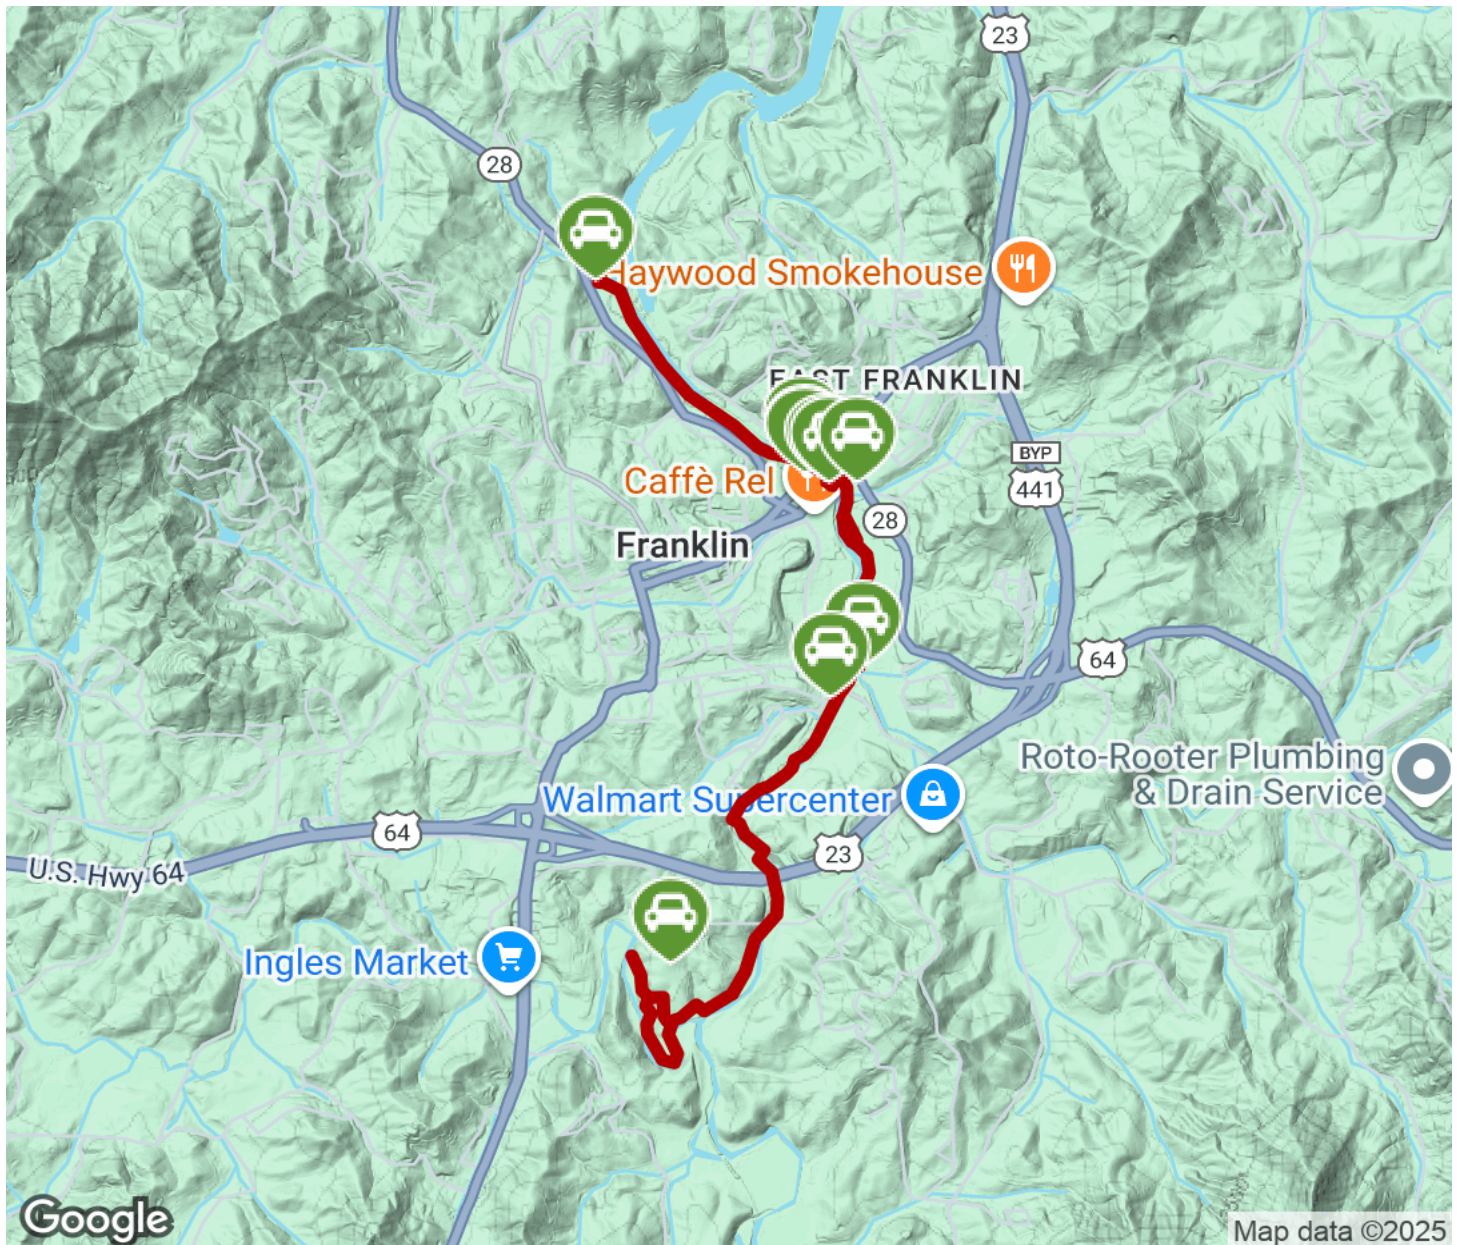 23
28
Haywood Smokehouse
EAST FRANKLIN
BYP
441
Caffè Rel
28
Franklin
64
Roto-Rooter Plumbing
& Drain Service
Walmart Supercenter
64
23
U.S. Hwy 64
Ingles Market
Google
Map data ©2025